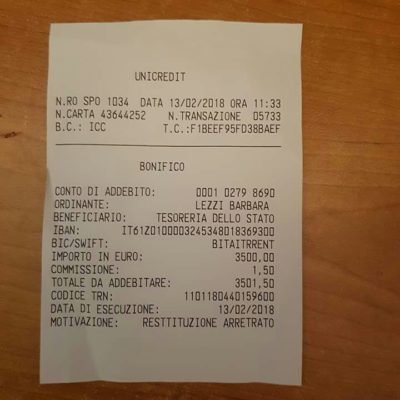 UNICREDIT
N.RO SPO 1034 DATA 13/02/2018 ORA 11:33
N.CARTA 43644252 N.TRANSAZIONE 05733
B.C.: ICC T.C.:F1BEEF95FD38BAEF
BONIFICO
CONTO DI ADDEBITO: 0001 0279 8690
ORDINANTE: LEZZI BARBARA
BENEFICIARIO: TESORERIA DELLO STATO
IBAN: IT61Z0100003245348018369300
BIC/SWIFT: BITAITRRENT
IMPORTO IN EURO: 3500,00
COMMISSIONE: 1,50
TOTALE DA ADDEBITARE: 3501,50
CODICE TRN: 1101180440159600
DATA DI ESECUZIONE: 13/02/2018
MOTIVAZIONE: RESTTITUZIONE ARRETRATO